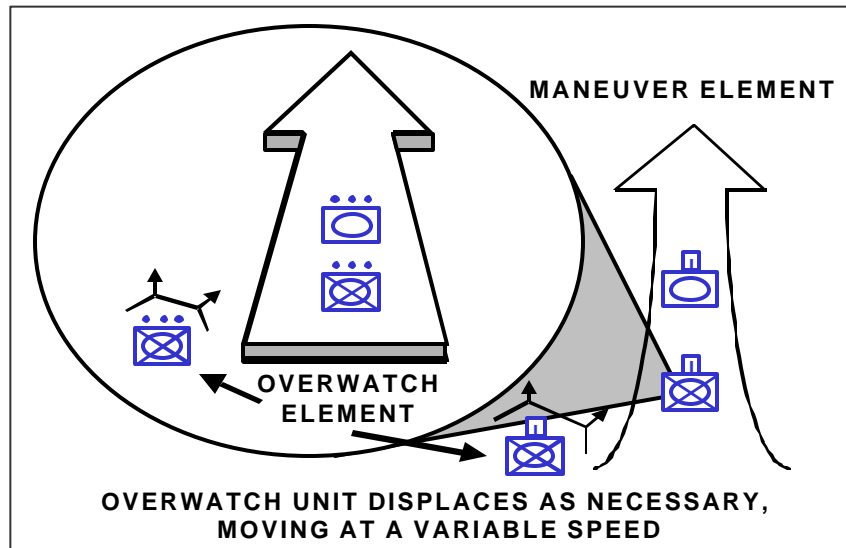 MANEUVER ELEMENT
OVERWATCH
ELEMENT
OVERWATCH UNIT DISPLACES AS NECESSARY,
MOVING AT A VARIABLE SPEED